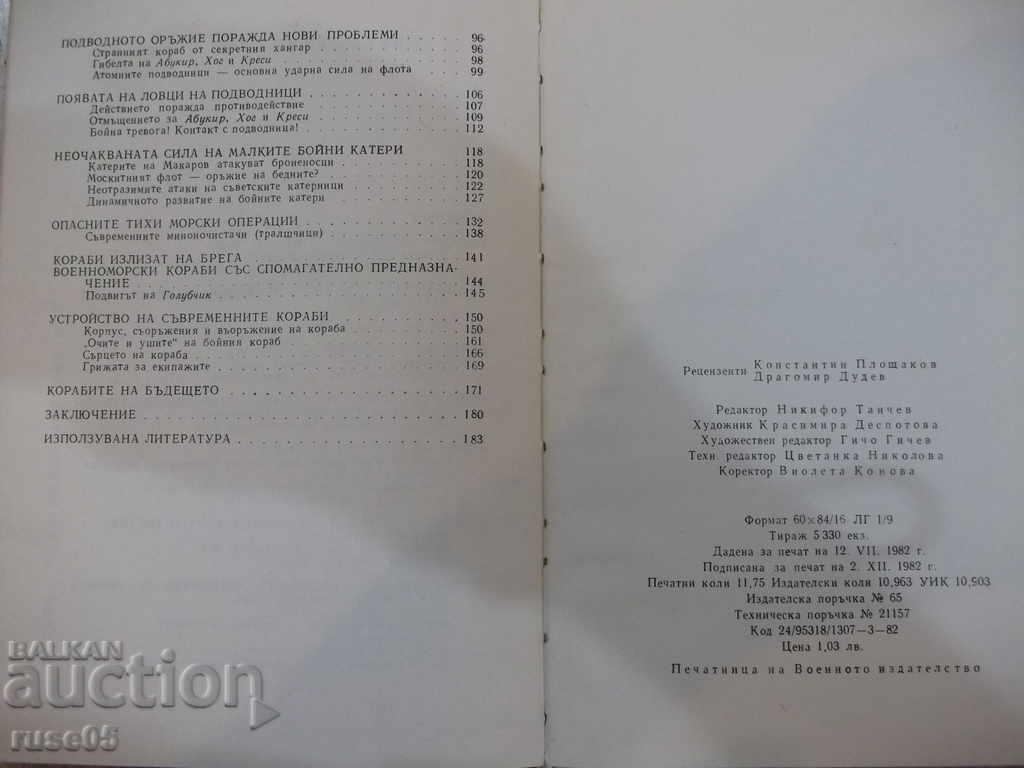 ПОДВОДНОТО ОРЪЖИЕ ПОРАЖДА НОВИ ПРОБЛЕМИ . . . . . 96
Странният кораб от секретния хангар . . . . . . . . . . . 96
Гибелта на Абукир, Хог и Креси . . . . . . . . . . . . . 98
Атомните подводници — основна ударна сила на флота . . . 99
ПОЯВАТА НА ЛОВЦИ НА ПОДВОДНИЦИ . . . . . . . . . . . 106
Действието поражда противодействие . . . . . . . . . . . 107
Отмъщението за Абукир, Хог и Креси . . . . . . . . . . . 109
Бойна тревога! Контакт с подводница! . . . . . . . . . . . 112
НЕОЧАКВАНАТА СИЛА НА МАЛКИТЕ БОЙНИ КАТЕРИ . . . . 118
Катерите на Макаров атакуват броненосци . . . . . . . . . 118
Москитният флот — оръжие на бедните? . . . . . . . . . . 120
Неотразимите атаки на съветските катерници . . . . . . . . 122
Динамичното развитие на бойните катери . . . . . . . . . . 127
ОПАСНИТЕ ТИХИ МОРСКИ ОПЕРАЦИИ . . . . . . . . . . . 132
Съвременните миноночистачи (тралшчици) . . . . . . . . . . 138
КОРАБИ ИЗЛИЗАТ НА БРЕГА . . . . . . . . . . . . . . . 141
ВОЕННОМОРСКИ КОРАБИ СЪС СПОМАГАТЕЛНО ПРЕДНАЗНА-
ЧЕНИЕ . . . . . . . . . . . . . . . . . . . . . . . . 144
Подвигът на Голубчик . . . . . . . . . . . . . . . . . . 145
УСТРОЙСТВО НА СЪВРЕМЕННИТЕ КОРАБИ . . . . . . . . . 150
Корпус, съоръжения и въоръжение на кораба . . . . . . . . 150
„Очите и ушите“ на бойния кораб . . . . . . . . . . . . . 161
Сърцето на кораба . . . . . . . . . . . . . . . . . . . 166
Грижата за екипажите . . . . . . . . . . . . . . . . . . 169
КОРАБИТЕ НА БЪДЕЩЕТО . . . . . . . . . . . . . . . . 171
ЗАКЛЮЧЕНИЕ . . . . . . . . . . . . . . . . . . . . . . 180
ИЗПОЛЗУВАНА ЛИТЕРАТУРА . . . . . . . . . . . . . . . . 183
Рецензенти Константин Площаков
Драгомир Дудев
Редактор Никифор Танчев
Художник Красимира Деспотова
Художествен редактор Гичо Гичев
Техн. редактор Цветанка Николова
Коректор Виолета Конова
Формат 60×84/16 ЛГ 1/9
Тираж 5 330 екз.
Дадена за печат на 12. VII. 1982 г.
Подписана за печат на 2. XII. 1982 г.
Печатни коли 11,75 Издателски коли 10,963 УИК 10,903
Издателска поръчка № 65
Техническа поръчка № 21157
Код 24/95318/1307—3—82
Цена 1,03 лв.
Печатница на Военното издателство
BALKAN
auction
ruse05